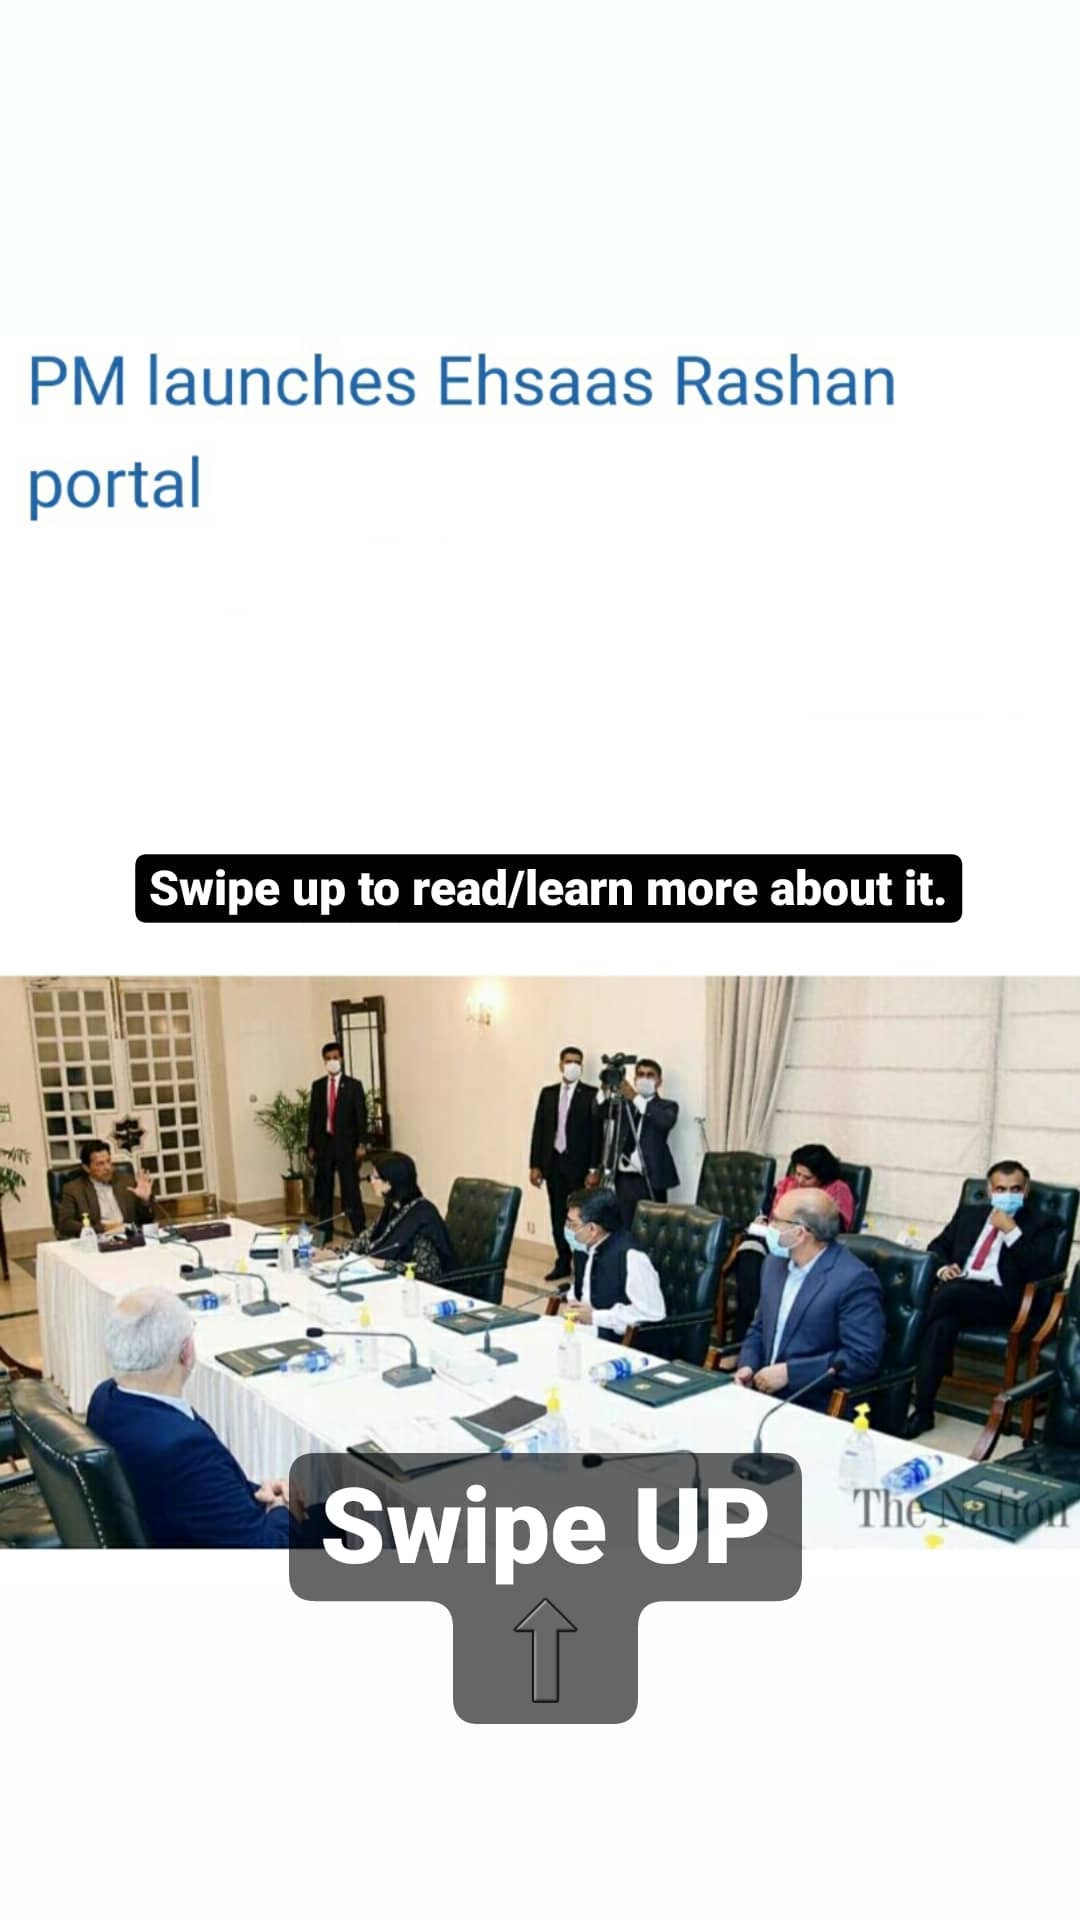 PM launches Ehsaas Rashan
portal
Swipe up to read/learn more about it.
Swipe UP
The Nation